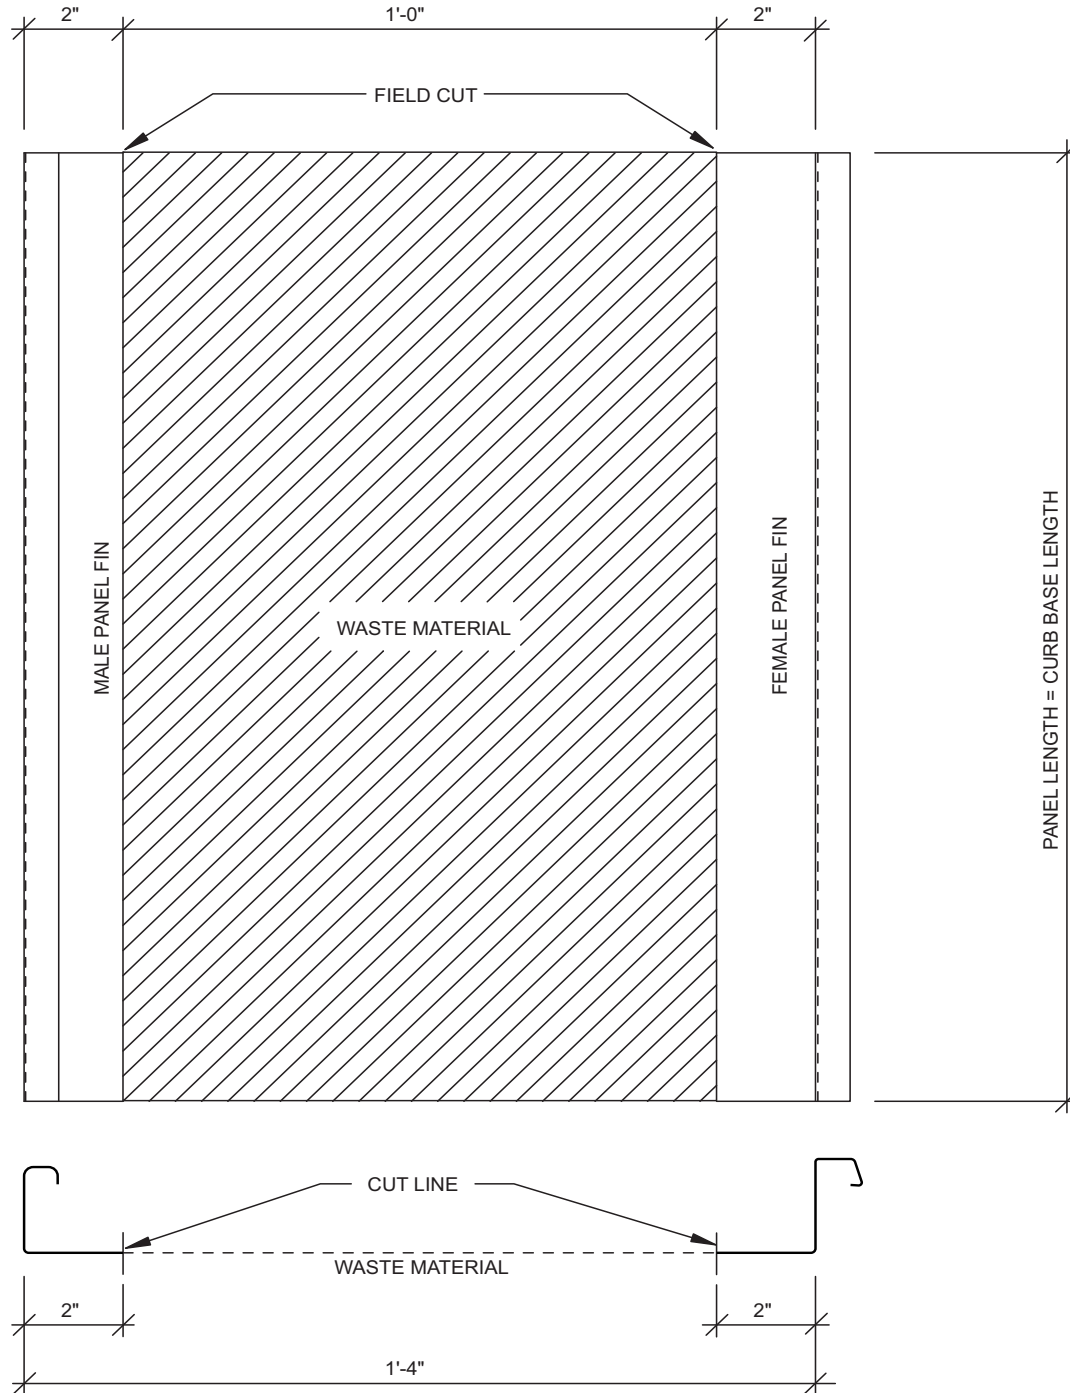 2"
1'-0"
2"
FIELD CUT
MALE PANEL FIN
WASTE MATERIAL
FEMALE PANEL FIN
PANEL LENGTH = CURB BASE LENGTH
CUT LINE
WASTE MATERIAL
2"
2"
1'-4"